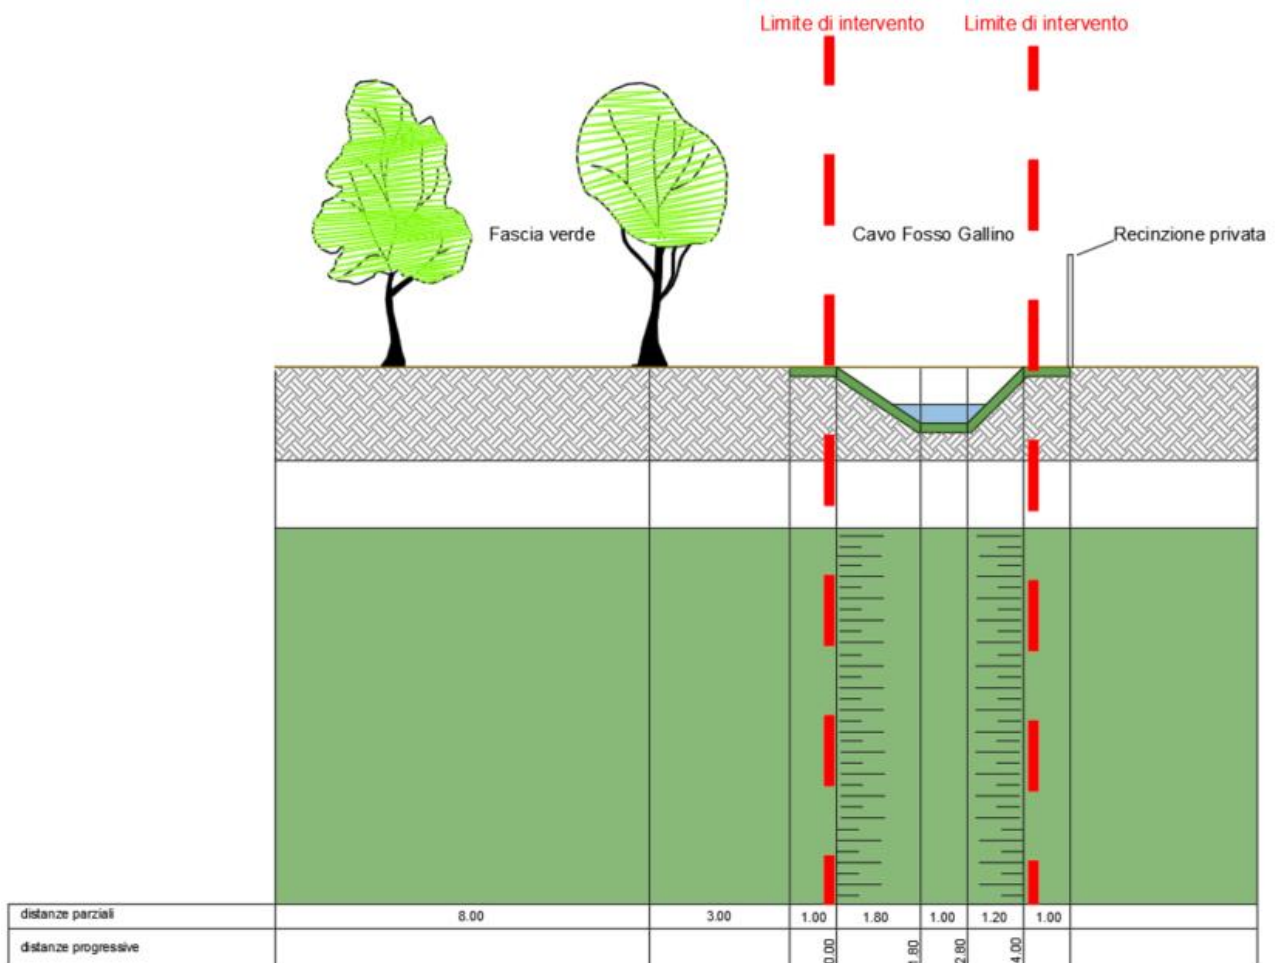 Limite di intervento Limite di intervento
Fascia verde Cavo Fosso Gallino Recinzione privata
distanze parziali 8.00 3.00 1.00 1.80 1.00 1.20 1.00
distanze progressive 0.00 1.80 2.80 4.00